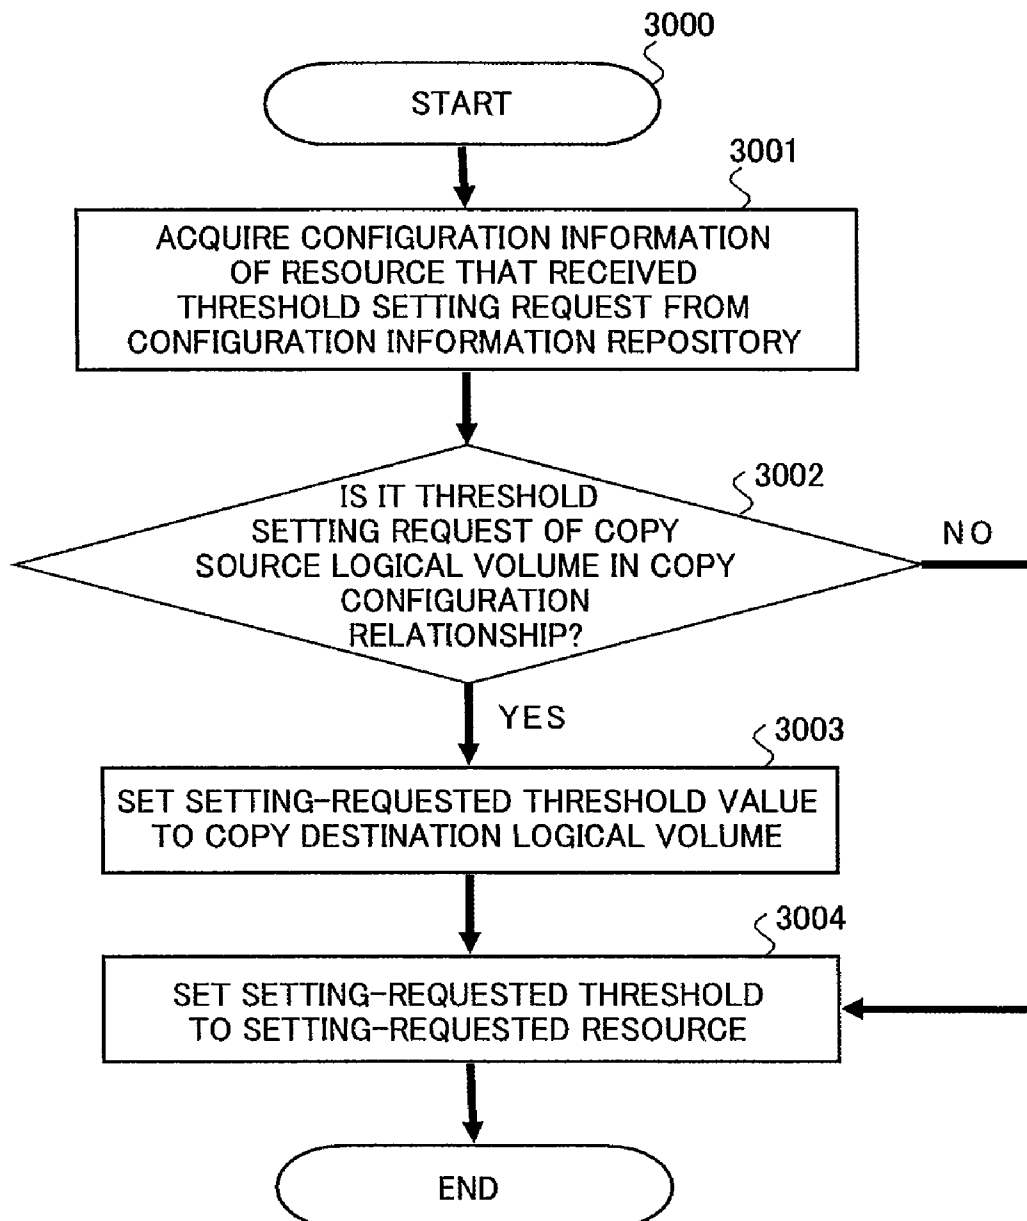 3000
START
3001
ACQUIRE CONFIGURATION INFORMATION
OF RESOURCE THAT RECEIVED
THRESHOLD SETTING REQUEST FROM
CONFIGURATION INFORMATION REPOSITORY
3002
IS IT THRESHOLD
SETTING REQUEST OF COPY
SOURCE LOGICAL VOLUME IN COPY
CONFIGURATION
RELATIONSHIP?
NO
YES
3003
SET SETTING-REQUESTED THRESHOLD VALUE
TO COPY DESTINATION LOGICAL VOLUME
3004
SET SETTING-REQUESTED THRESHOLD
TO SETTING-REQUESTED RESOURCE
END